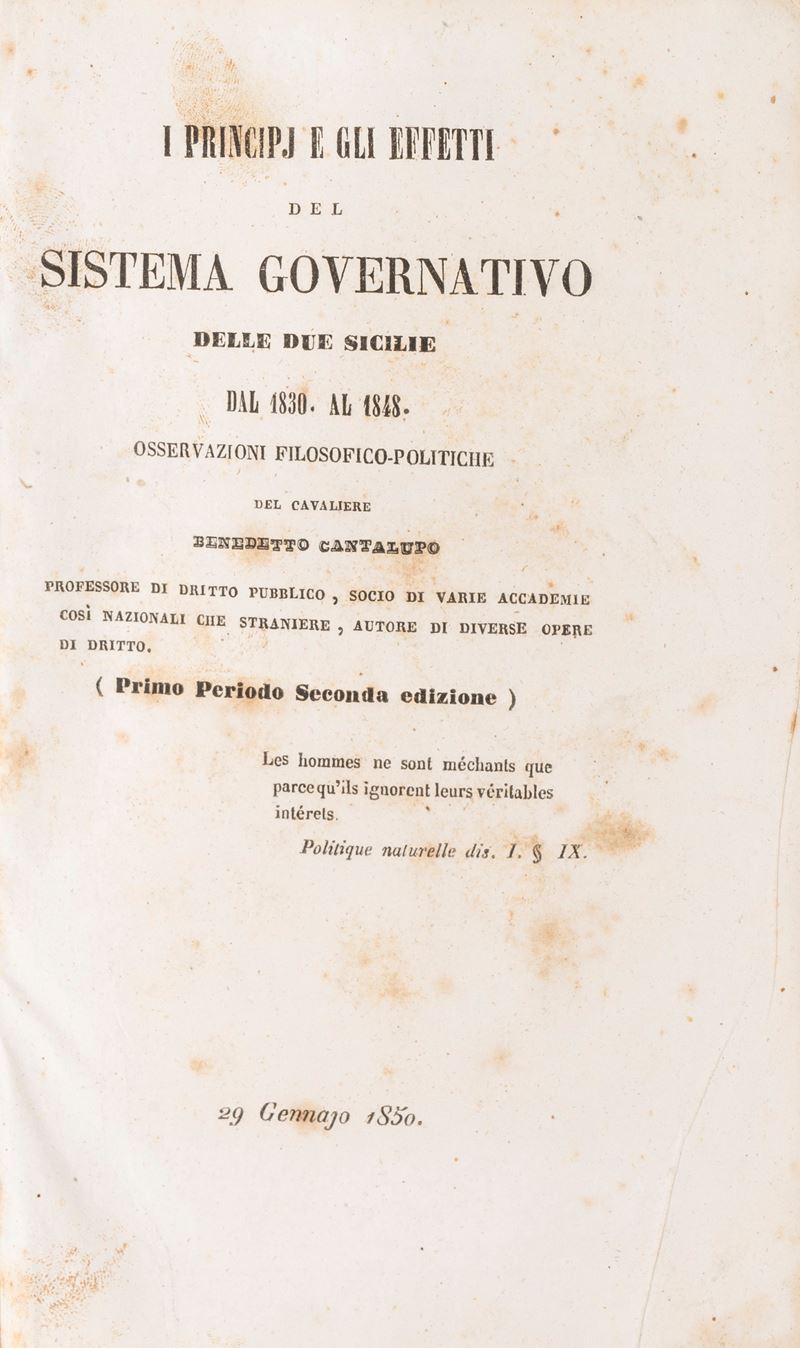 I PRINCIPJ E GLI EFFETTI
DEL
SISTEMA GOVERNATIVO
DELLE DUE SICILIE
DAL 1830. AL 1848.
OSSERVAZIONI FILOSOFICO-POLITICHE
DEL CAVALIERE
BENEDETTO CANTALUPO
PROFESSORE DI DRITTO PUBBLICO , SOCIO DI VARIE ACCADEMIE
COSÌ NAZIONALI CHE STRANIERE , AUTORE DI DIVERSE OPERE
DI DRITTO.
( Primo Periodo Seconda edizione )
Les hommes ne sont méchants que
parcequ'ils ignorent leurs véritables
intérets.
Politique naturelle dis. I. § IX.
29 Gennajo 1850.